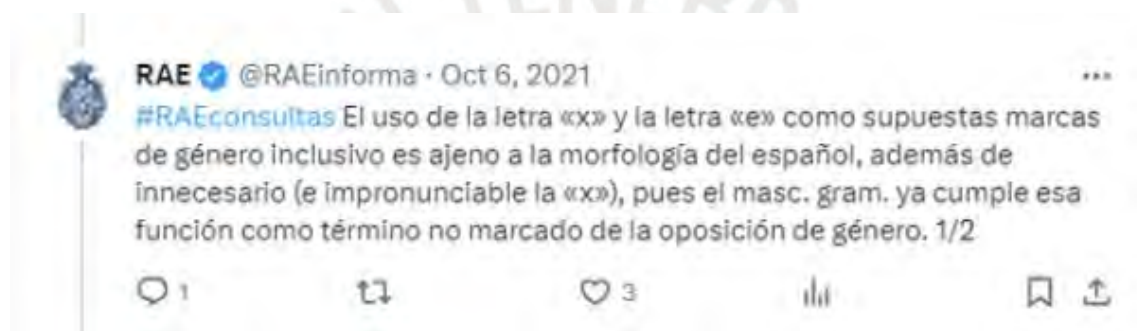 TENEBRA
RAE @RAEinforma · Oct 6, 2021
#RAEconsultas El uso de la letra «x» y la letra «e» como supuestas marcas
de género inclusivo es ajeno a la morfología del español, además de
innecesario (e impronunciable la «x»), pues el masc. gram. ya cumple esa
función como término no marcado de la oposición de género. 1/2
1 3